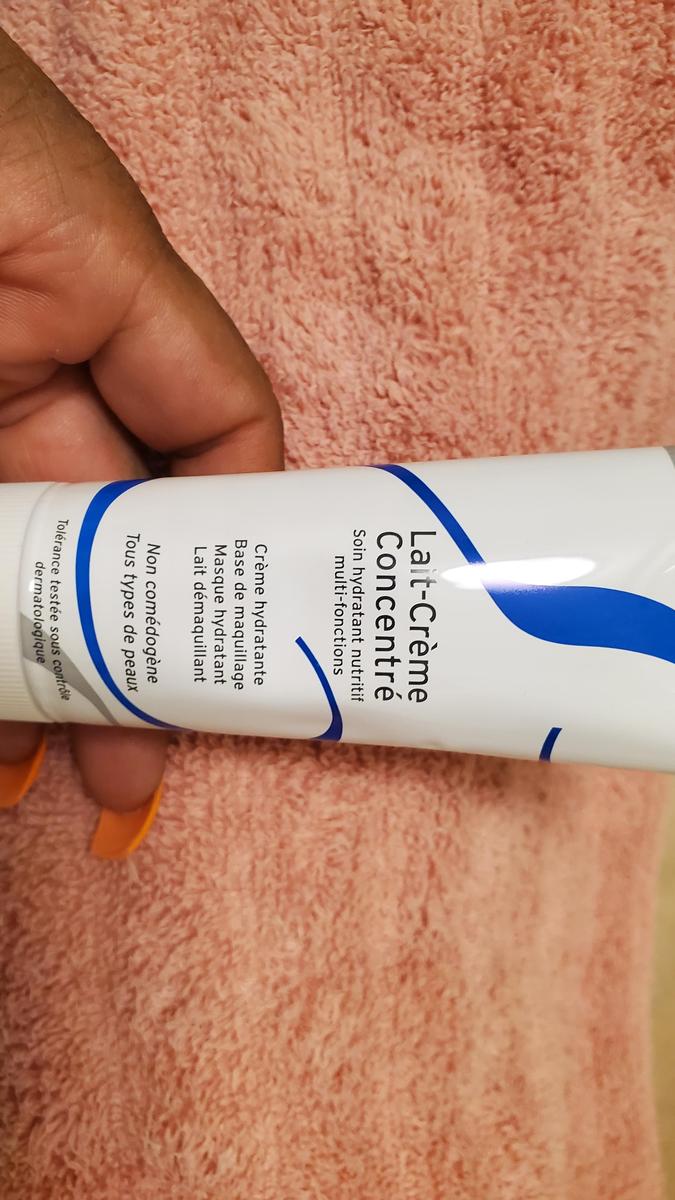 Lait-Crème
Concentré
Soin hydratant nutritif
multi-fonctions
Crème hydratante
Base de maquillage
Masque hydratant
Lait démaquillant
Non comédogène
Tous types de peaux
Tolérance testée sous contrôle
dermatologique